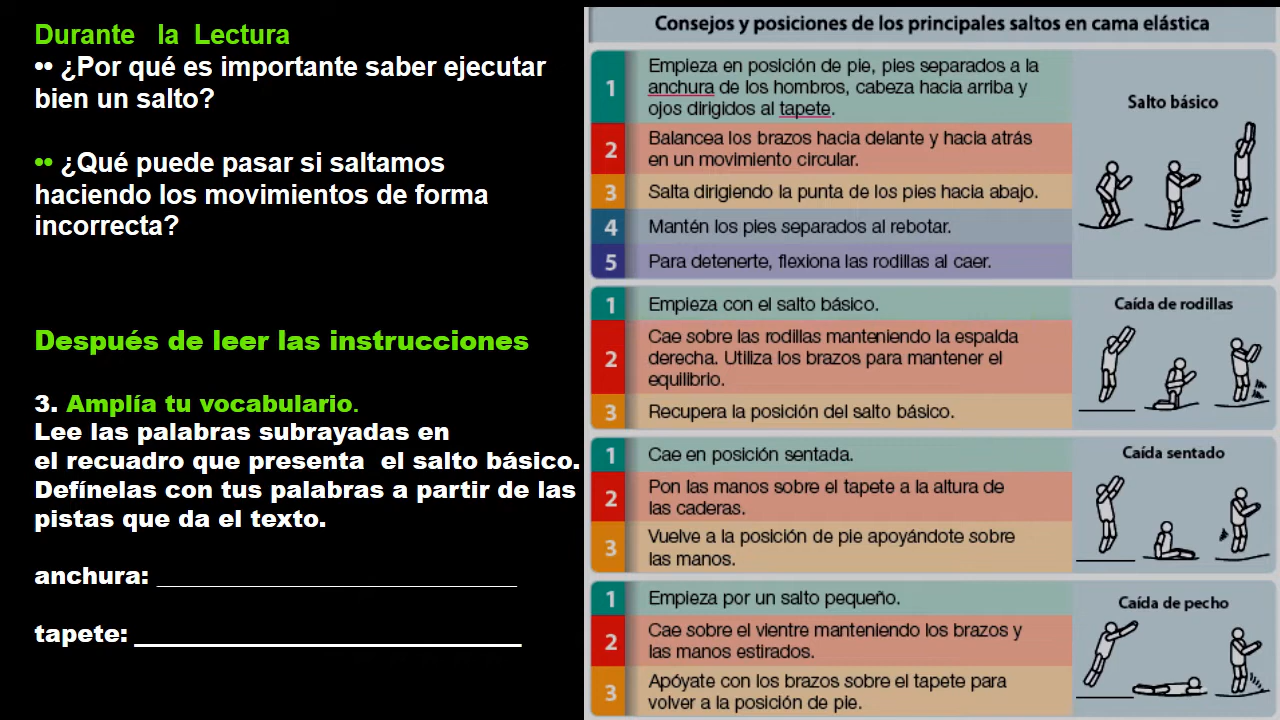 Durante la Lectura
•• ¿Por qué es importante saber ejecutar
bien un salto?
•• ¿Qué puede pasar si saltamos
haciendo los movimientos de forma
incorrecta?
Después de leer las instrucciones
3. Amplía tu vocabulario.
Lee las palabras subrayadas en
el recuadro que presenta el salto básico.
Defínelas con tus palabras a partir de las
pistas que da el texto.
anchura: ______________________________
tapete: ______________________________
Consejos y posiciones de los principales saltos en cama elástica
1
Empieza en posición de pie, pies separados a la
anchura de los hombros, cabeza hacia arriba y
ojos dirigidos al tapete.
2
Balancea los brazos hacia delante y hacia atrás
en un movimiento circular.
3 Salta dirigiendo la punta de los pies hacia abajo.
4 Mantén los pies separados al rebotar.
5 Para detenerte, flexiona las rodillas al caer.
Salto básico
1 Empieza con el salto básico.
2
Cae sobre las rodillas manteniendo la espalda
derecha. Utiliza los brazos para mantener el
equilibrio.
3 Recupera la posición del salto básico.
Caída de rodillas
1 Cae en posición sentada.
2
Pon las manos sobre el tapete a la altura de
las caderas.
3
Vuelve a la posición de pie apoyándote sobre
las manos.
Caída sentado
1 Empieza por un salto pequeño.
2
Cae sobre el vientre manteniendo los brazos y
las manos estirados.
3
Apóyate con los brazos sobre el tapete para
volver a la posición de pie.
Caída de pecho